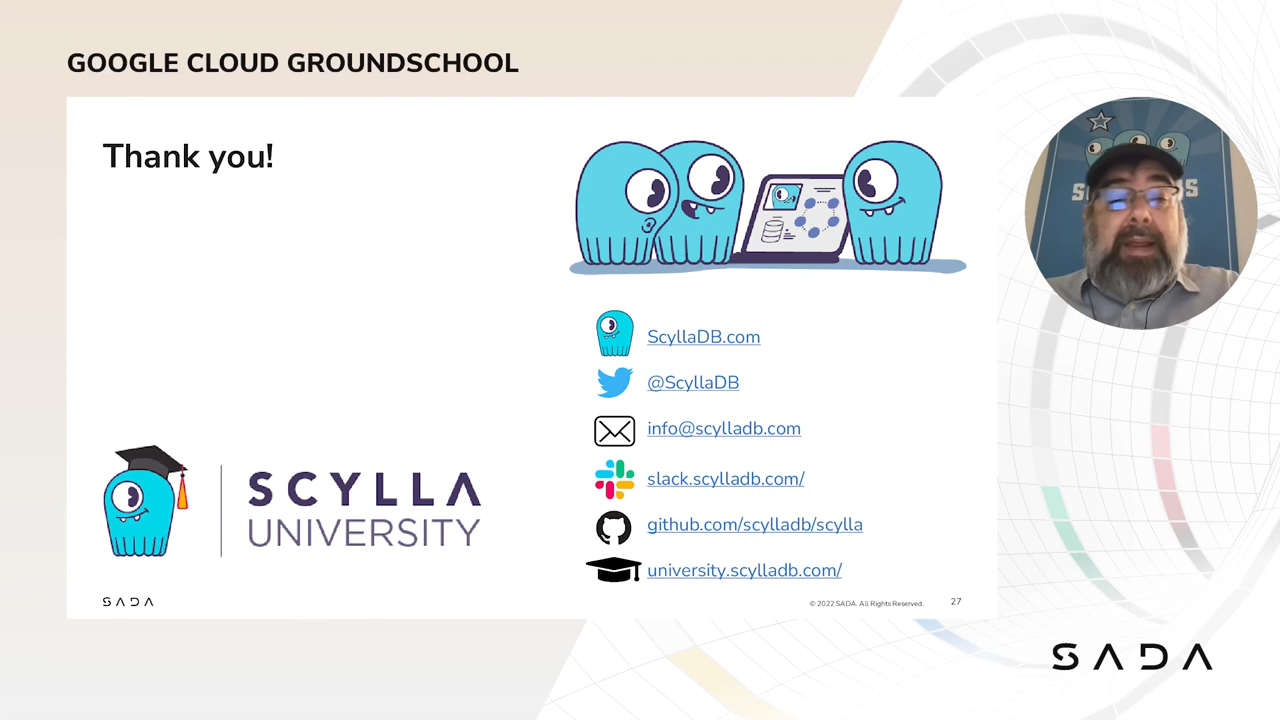 GOOGLE CLOUD GROUNDSCHOOL
Thank you!
ScyllaDB.com
@ScyllaDB
info@scylladb.com
slack.scylladb.com/
github.com/scylladb/scylla
university.scylladb.com/
SCYLLA
UNIVERSITY
SADA
© 2022 SADA. All Rights Reserved.
27
SADA